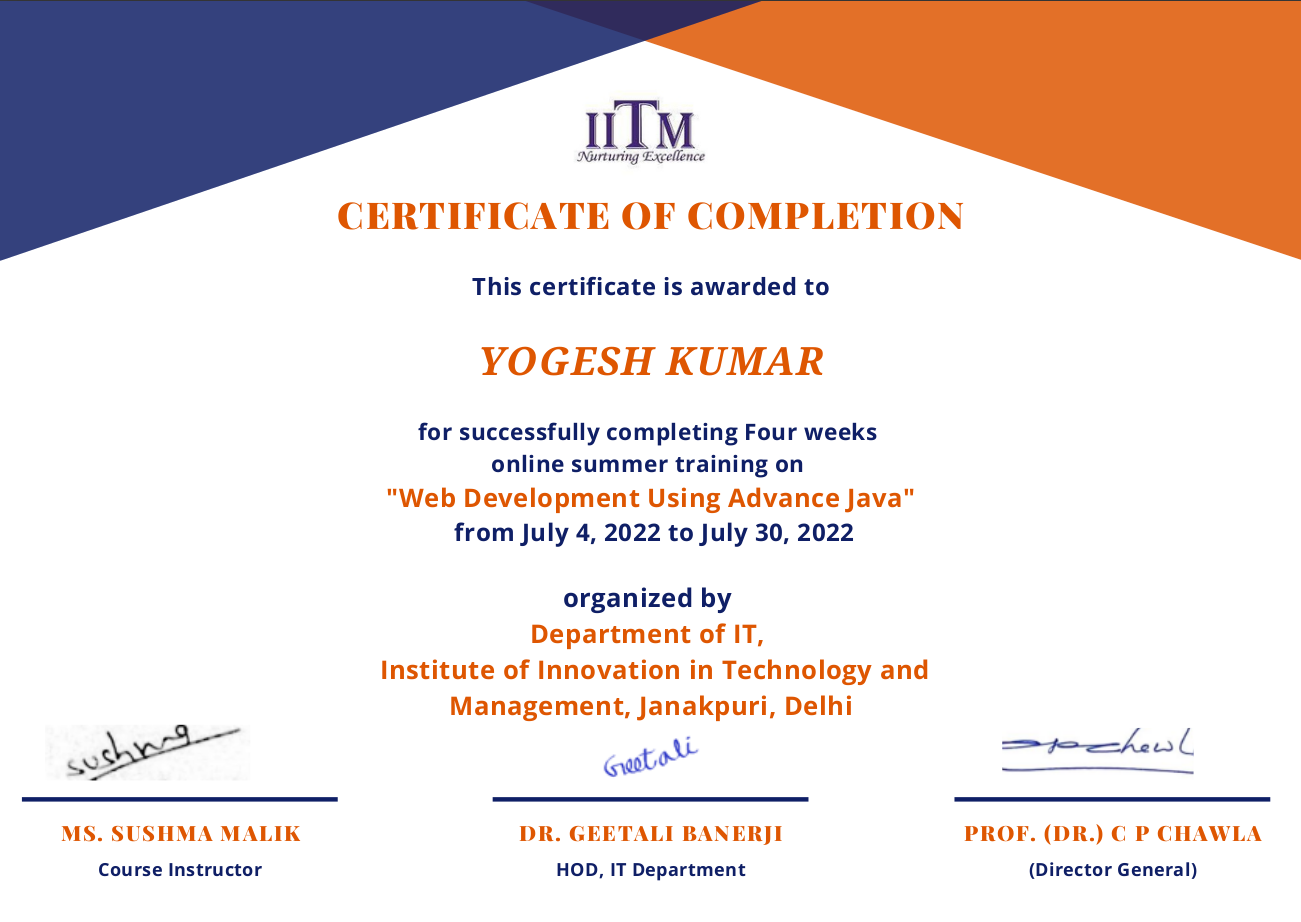 IITM
Nurturing Excellence
CERTIFICATE OF COMPLETION
This certificate is awarded to
YOGESH KUMAR
for successfully completing Four weeks
online summer training on
"Web Development Using Advance Java"
from July 4, 2022 to July 30, 2022
organized by
Department of IT,
Institute of Innovation in Technology and
Management, Janakpuri, Delhi
sushma
Geetali
MS. SUSHMA MALIK
Course Instructor
DR. GEETALI BANERJI
HOD, IT Department
PROF. (DR.) C P CHAWLA
(Director General)